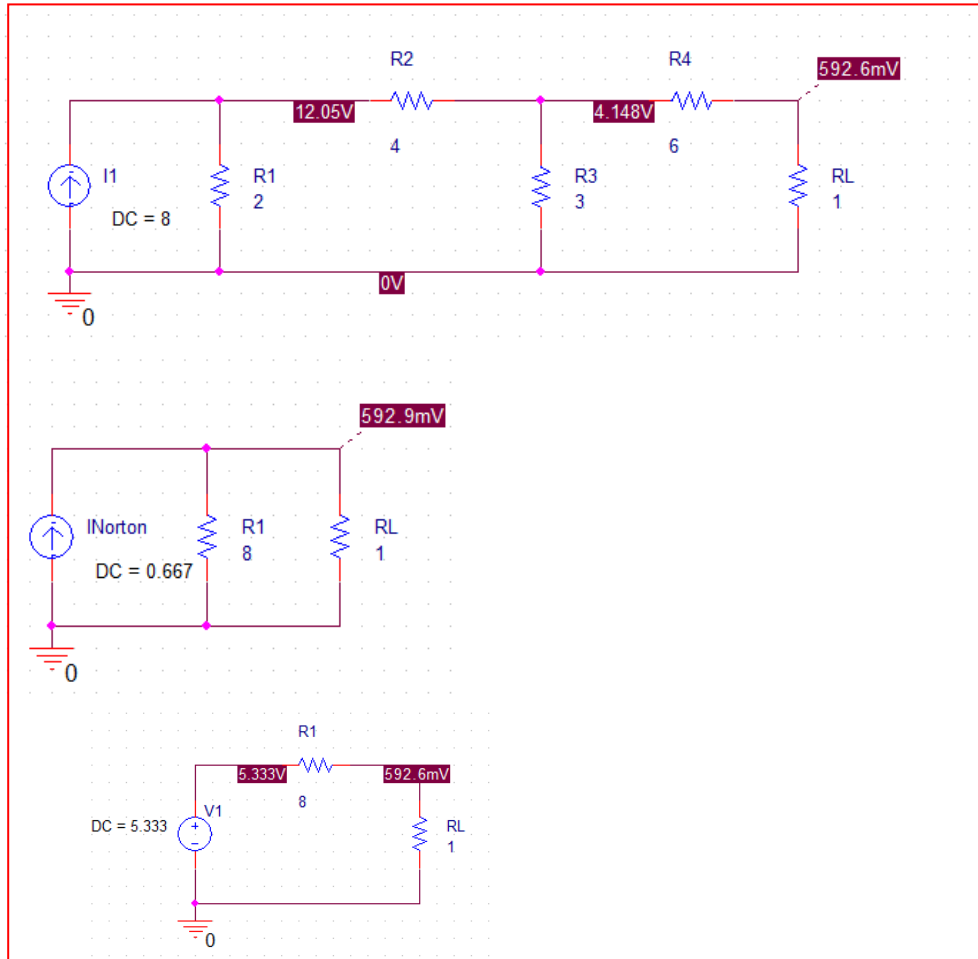 R2
R4
592.6mV
12.05V
4.148V
4
6
I1
R1
R3
RL
2
3
1
DC = 8
0V
0
592.9mV
INorton
R1
RL
8
1
DC = 0.667
0
R1
5.333V
592.6mV
8
V1
DC = 5.333
RL
1
0